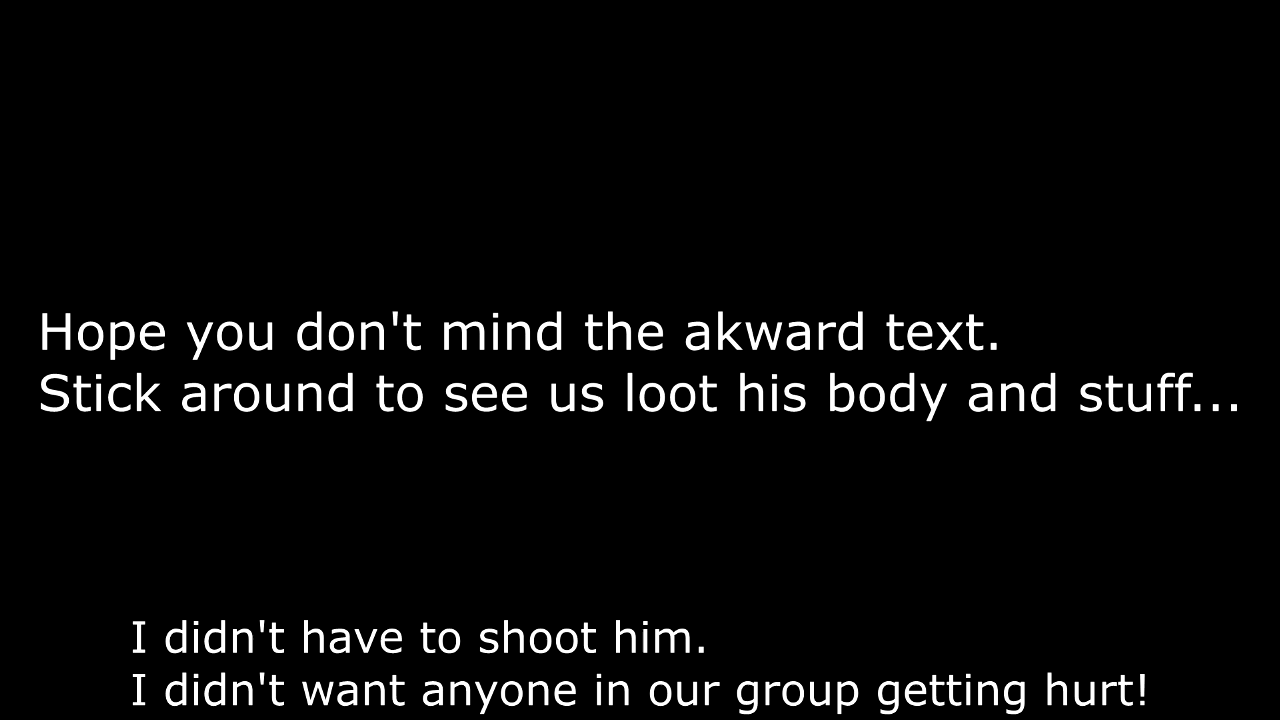 Hope you don't mind the akward text.
Stick around to see us loot his body and stuff...
I didn't have to shoot him.
I didn't want anyone in our group getting hurt!